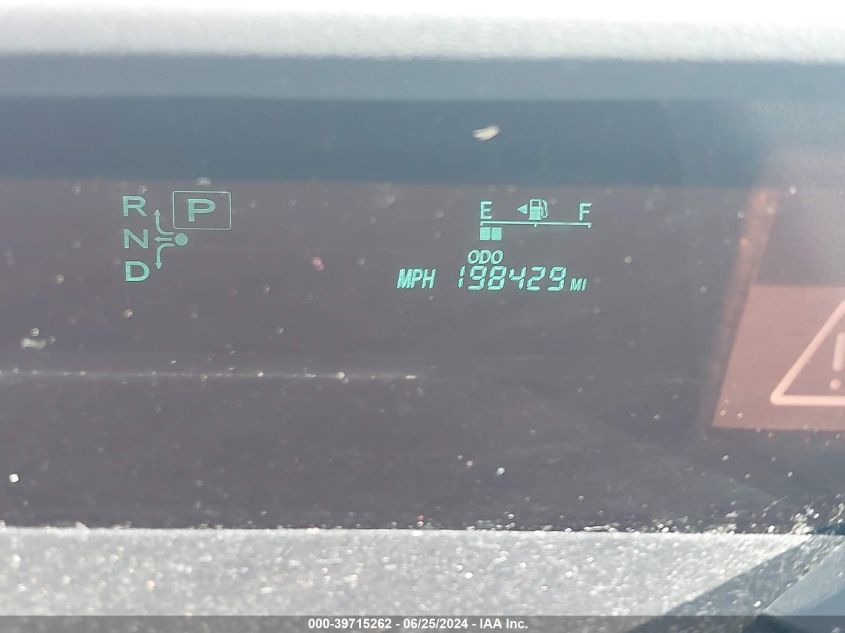 R P
N
D
E F
ODO
MPH 198429 MI
000-39715262 - 06/25/2024 - IAA Inc.